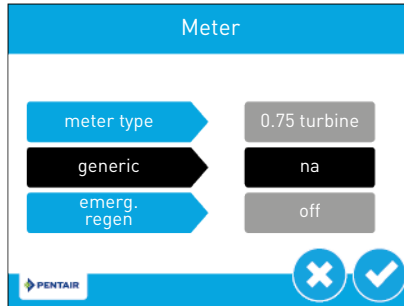 Meter
meter type
0.75 turbine
generic
na
emerg.
regen
off
PENTAIR